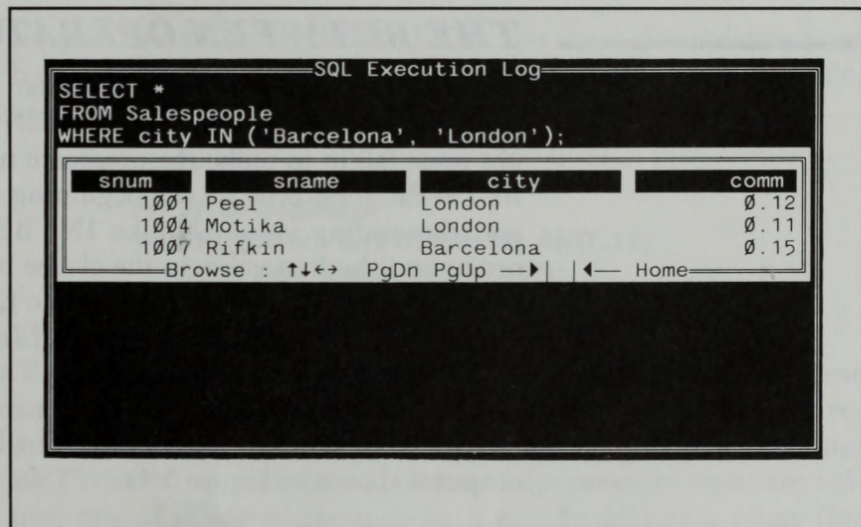 SQL Execution Log
SELECT *
FROM Salespeople
WHERE city IN ('Barcelona', 'London');
snum sname city comm
1001 Peel London 0.12
1004 Motika London 0.11
1007 Rifkin Barcelona 0.15
Browse : ↑↓←→ PgDn PgUp —▶| |◀— Home